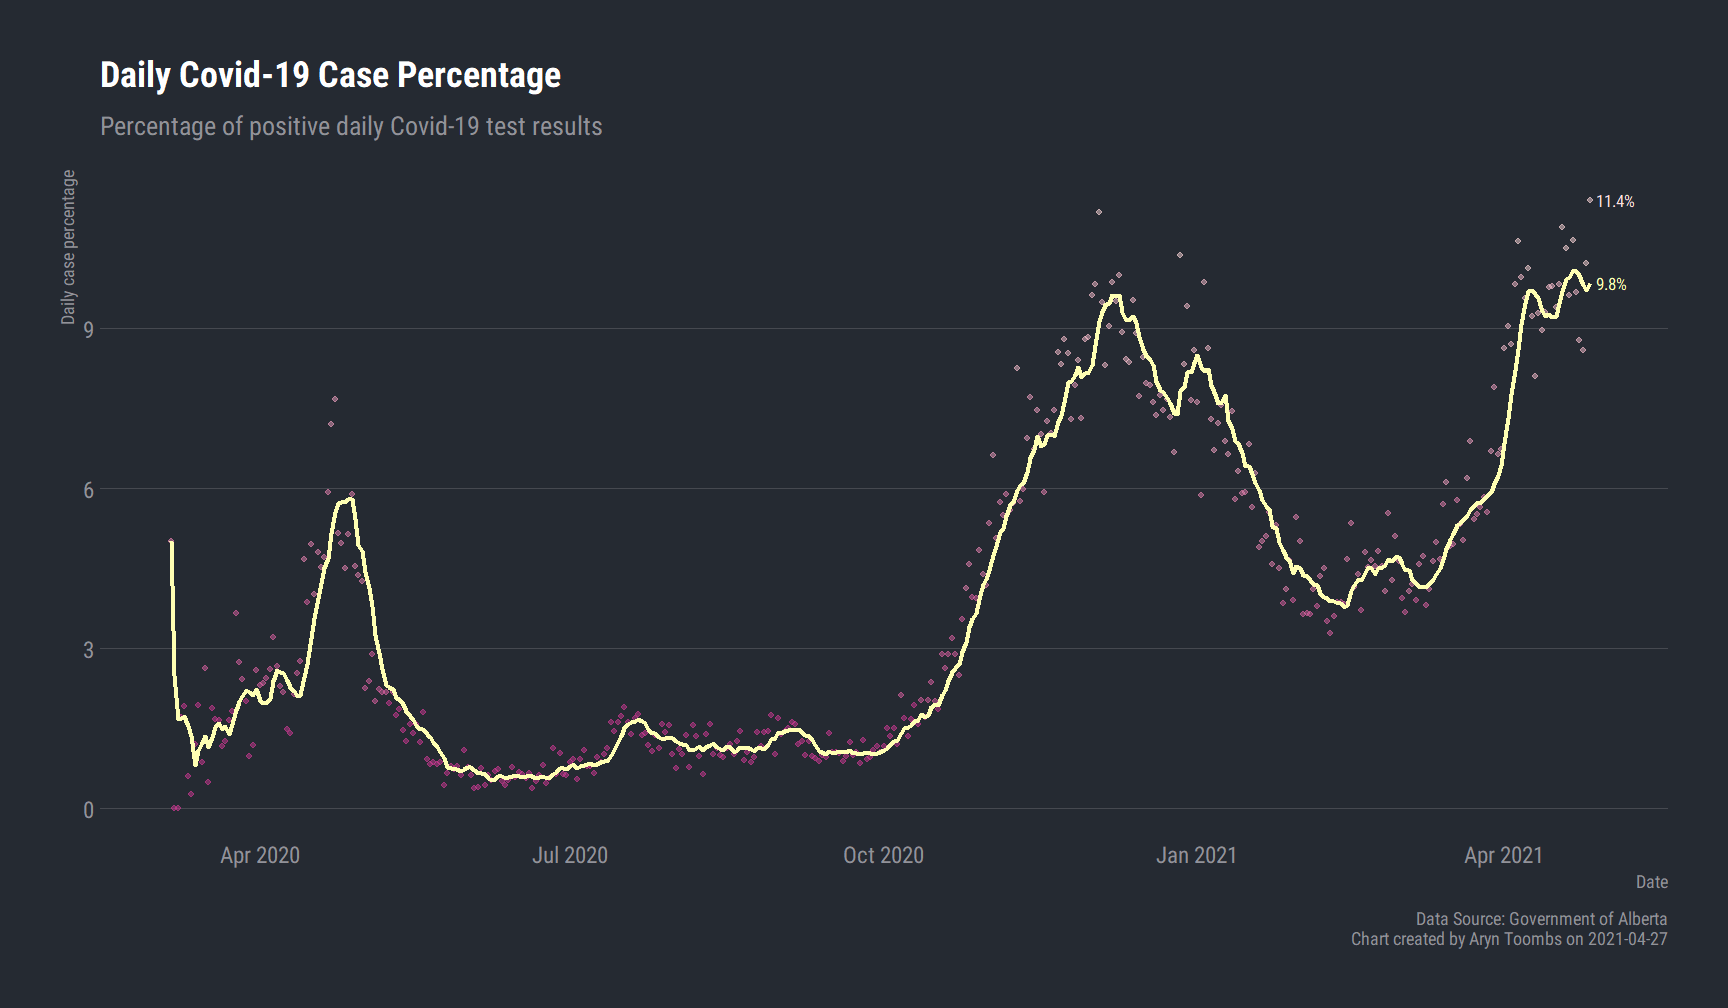 Daily Covid-19 Case Percentage
Percentage of positive daily Covid-19 test results
Daily case percentage
11.4%
9.8%
9
6
3
0
Apr 2020
Jul 2020
Oct 2020
Jan 2021
Apr 2021
Date
Data Source: Government of Alberta
Chart created by Aryn Toombs on 2021-04-27